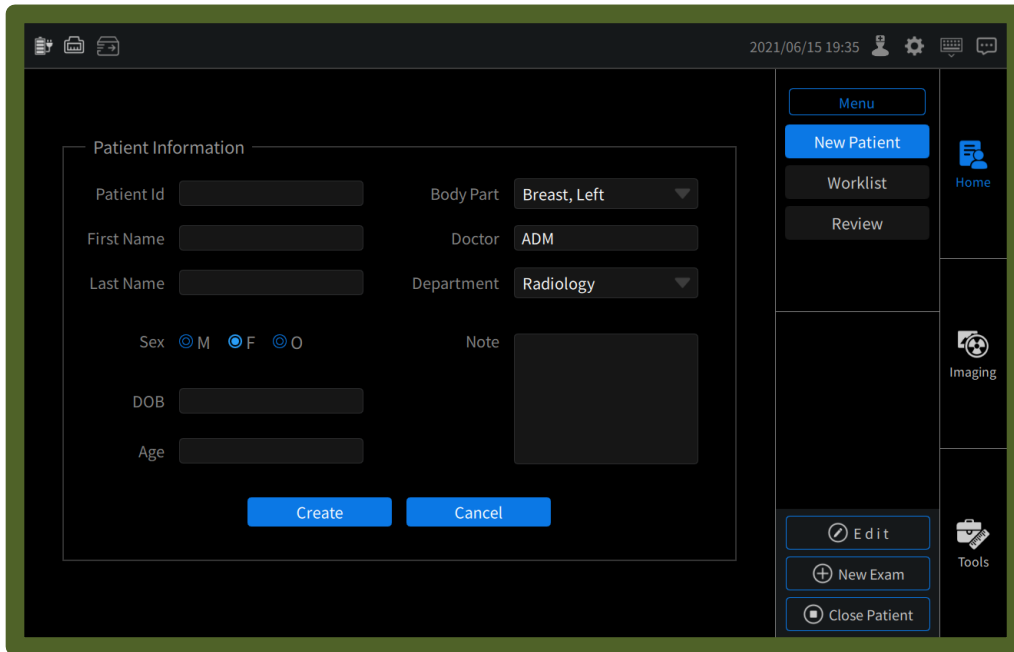 2021/06/15 19:35
Menu
New Patient
Worklist
Review
Home
Patient Information
Patient Id
Body Part Breast, Left
First Name
Doctor ADM
Last Name
Department Radiology
Sex M F O
Note
DOB
Age
Create Cancel
Imaging
E d i t
New Exam
Close Patient
Tools